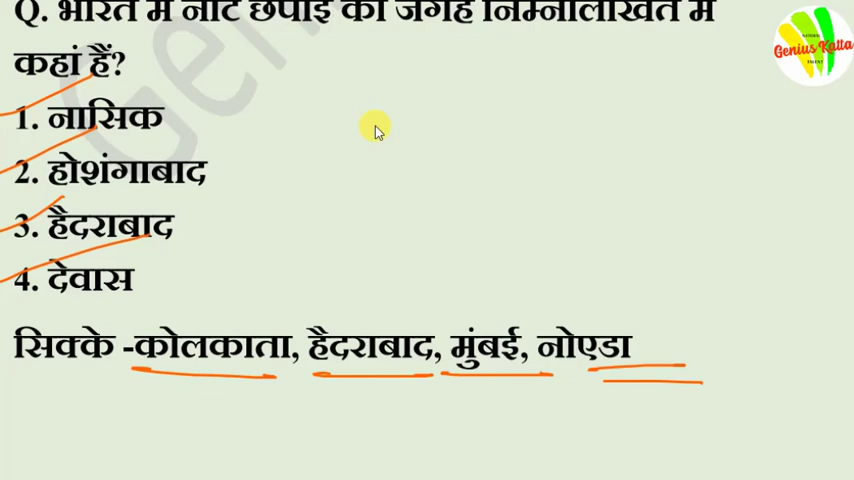 Q. भारत में नोट छपाई की जगह निम्नलिखित में
कहां हैं?
1. नासिक
2. होशंगाबाद
3. हैदराबाद
4. देवास
सिक्के -कोलकाता, हैदराबाद, मुंबई, नोएडा
Genius Katta